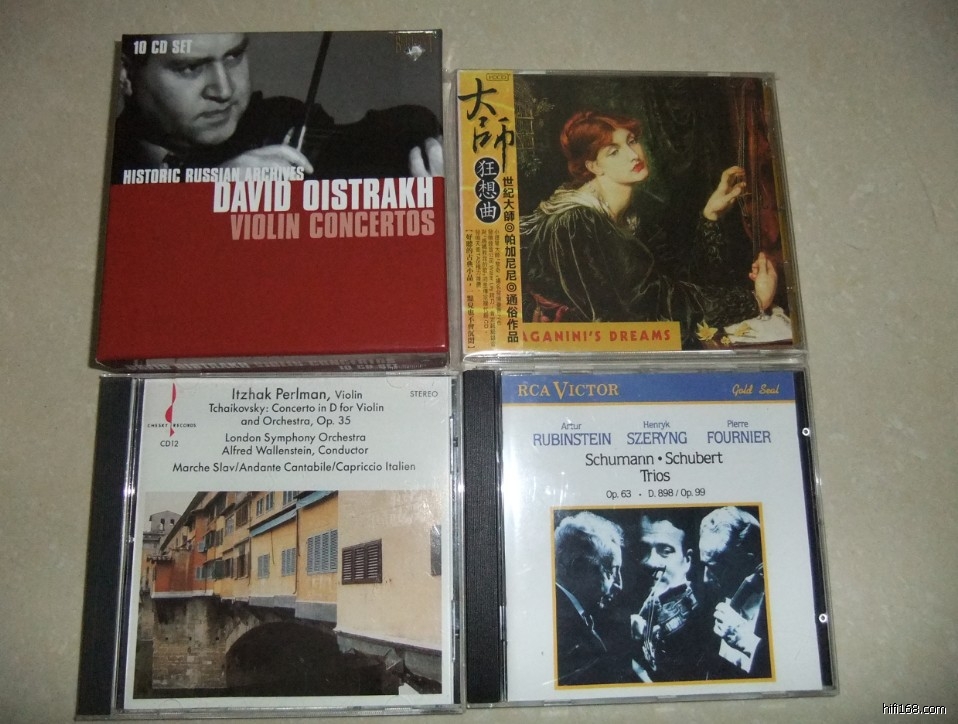 10 CD SET
HISTORIC RUSSIAN ARCHIVES
DAVID OISTRAKH
VIOLIN CONCERTOS
大師
狂想曲
世紀大師◎帕加尼尼◎通俗作品
PAGANINI'S DREAMS
CHESKY RECORDS
CD12
Itzhak Perlman, Violin
STEREO
Tchaikovsky: Concerto in D for Violin
and Orchestra, Op. 35
London Symphony Orchestra
Alfred Wallenstein, Conductor
Marche Slav/Andante Cantabile/Capriccio Italien
RCA VICTOR
Gold Seal
Artur
RUBINSTEIN
Henryk
SZERYNG
Pierre
FOURNIER
Schumann • Schubert
Trios
Op. 63 • D. 898 / Op. 99
hifi168.com